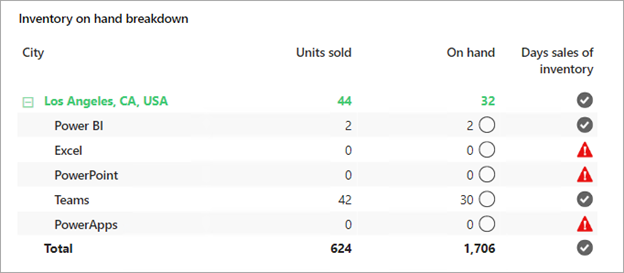 Inventory on hand breakdown
City Units sold On hand Days sales of
inventory
Los Angeles, CA, USA 44 32
Power BI 2 2
Excel 0 0
PowerPoint 0 0
Teams 42 30
PowerApps 0 0
Total 624 1,706